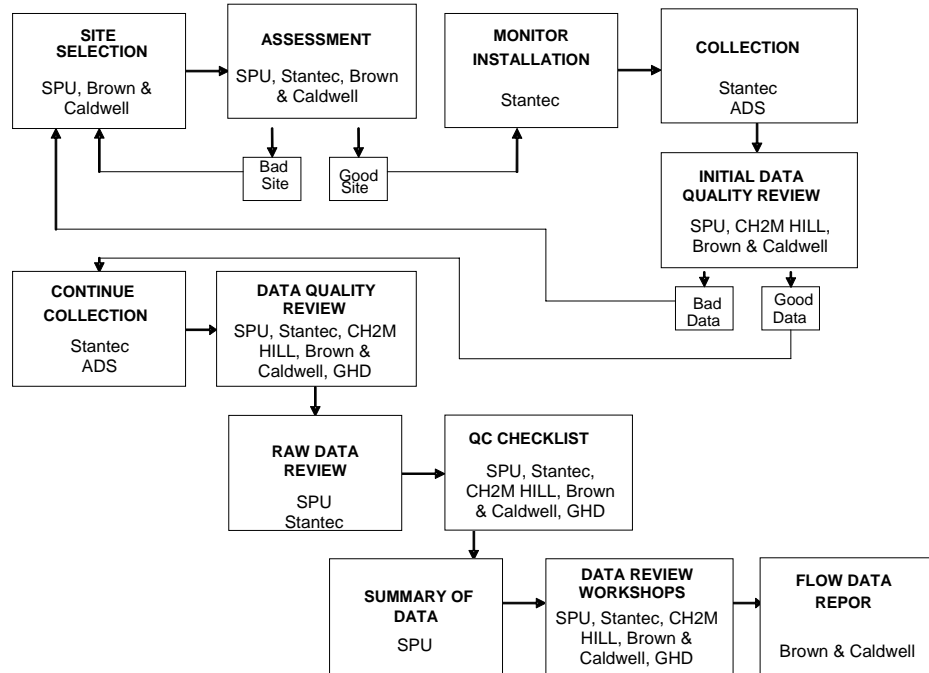 SITE
SELECTION
SPU, Brown &
Caldwell
ASSESSMENT
SPU, Stantec, Brown
& Caldwell
MONITOR
INSTALLATION
Stantec
COLLECTION
Stantec
ADS
Bad
Site
Good
Site
INITIAL DATA
QUALITY REVIEW
SPU, CH2M HILL,
Brown & Caldwell
Bad
Data
Good
Data
CONTINUE
COLLECTION
Stantec
ADS
DATA QUALITY
REVIEW
SPU, Stantec, CH2M
HILL, Brown &
Caldwell, GHD
RAW DATA
REVIEW
SPU
Stantec
QC CHECKLIST
SPU, Stantec,
CH2M HILL, Brown
& Caldwell, GHD
SUMMARY OF
DATA
SPU
DATA REVIEW
WORKSHOPS
SPU, Stantec, CH2M
HILL, Brown &
Caldwell, GHD
FLOW DATA
REPOR
Brown & Caldwell